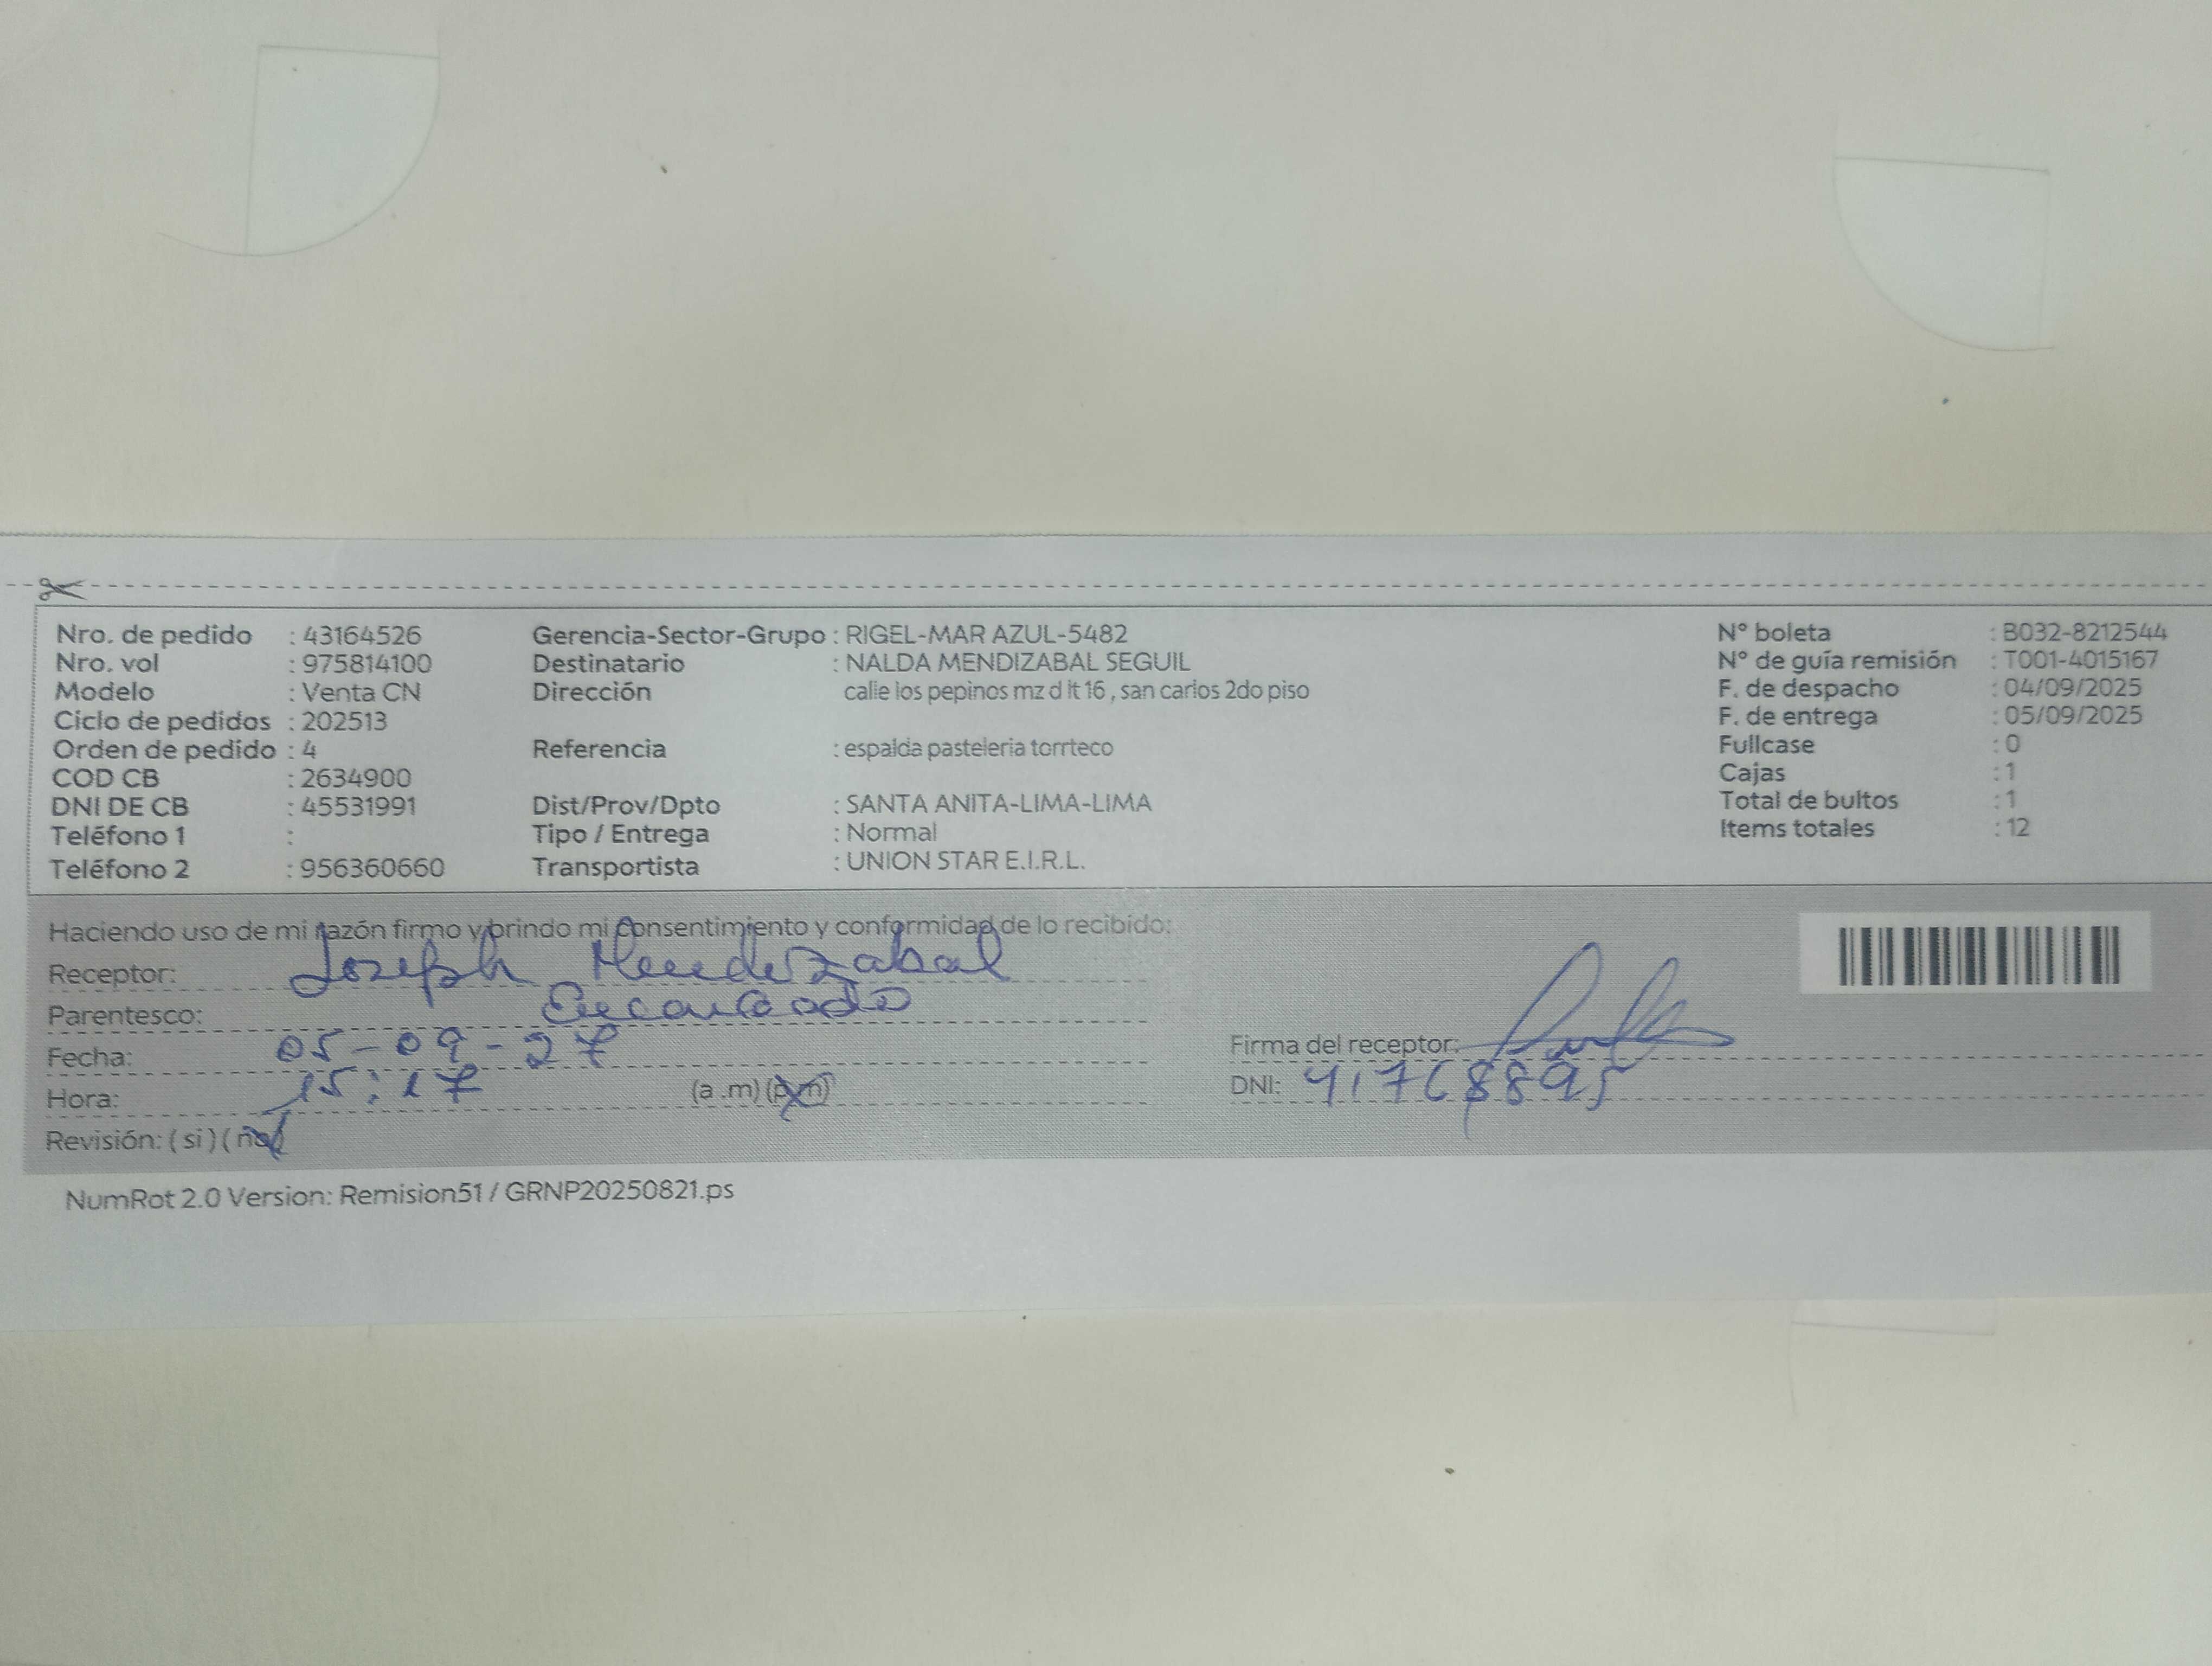 Nro. de pedido : 43164526 Gerencia-Sector-Grupo : RIGEL-MAR AZUL-5482 N° boleta : B032-8212544
Nro. vol : 975814100 Destinatario : NALDA MENDIZABAL SEGUIL N° de guía remisión : T001-4015167
Modelo : Venta CN Dirección calle los pepinos mz d lt 16 , san carlos 2do piso F. de despacho : 04/09/2025
Ciclo de pedidos : 202513 F. de entrega : 05/09/2025
Orden de pedido : 4 Referencia : espalda pasteleria torrteco Fullcase : 0
COD CB : 2634900 Cajas : 1
DNI DE CB : 45531991 Dist/Prov/Dpto : SANTA ANITA-LIMA-LIMA Total de bultos : 1
Teléfono 1 : Tipo / Entrega : Normal Items totales : 12
Teléfono 2 : 956360660 Transportista : UNION STAR E.I.R.L.
Haciendo uso de mi razón firmo y brindo mi consentimiento y conformidad de lo recibido:
Receptor: Joseph Mendizabal
Parentesco: Encargado
Fecha: 05-09-27 Firma del receptor:
Hora: 15:17 (a .m) (p.m) DNI: 41768895
Revisión: ( si ) ( no)
NumRot 2.0 Version: Remision51 / GRNP20250821.ps